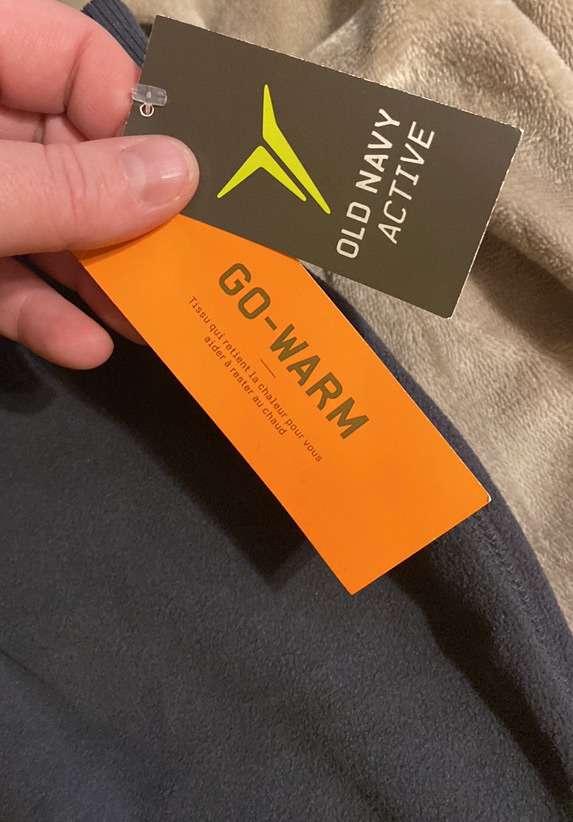 OLD NAVY
ACTIVE
GO-WARM
Tissu qui retient la chaleur pour vous
aider à rester au chaud